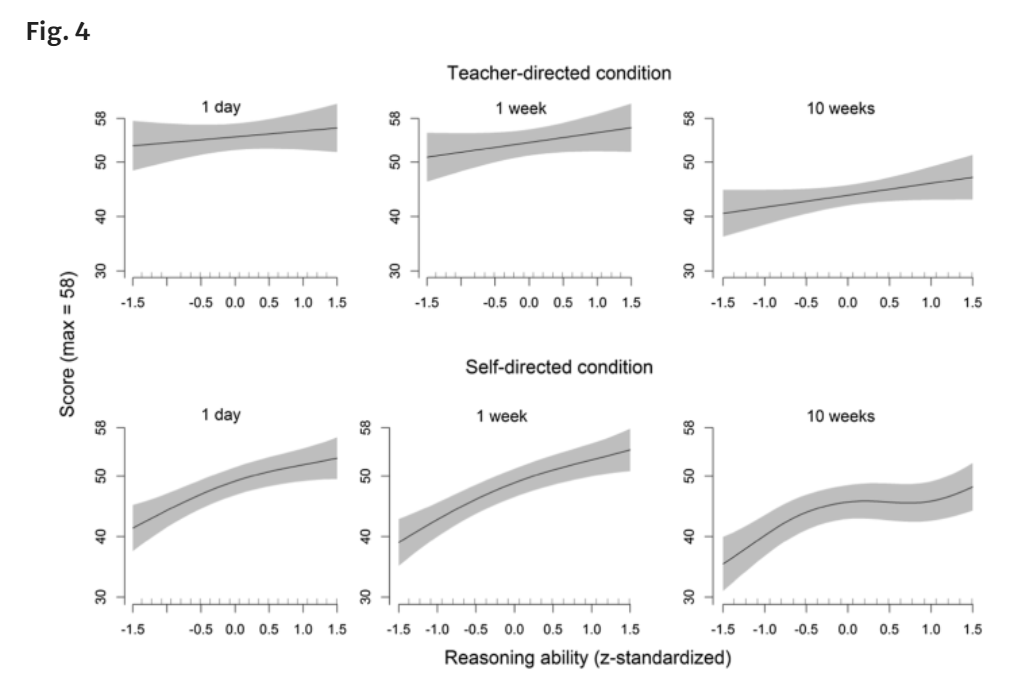 Fig. 4
Teacher-directed condition
1 day
1 week
10 weeks
58
50
40
30
58
50
40
30
58
50
40
30
-1.5 -0.5 0.0 0.5 1.0 1.5
-1.5 -0.5 0.0 0.5 1.0 1.5
-1.5 -1.0 -0.5 0.0 0.5 1.0 1.5
Score (max = 58)
Self-directed condition
1 day
1 week
10 weeks
58
50
40
30
58
50
40
30
58
50
40
30
-1.5 -0.5 0.0 0.5 1.0 1.5
-1.5 -1.0 -0.5 0.0 0.5 1.0 1.5
-1.5 -1.0 -0.5 0.0 0.5 1.0 1.5
Reasoning ability (z-standardized)